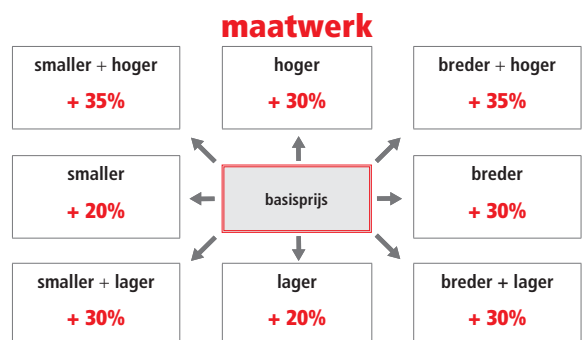 maatwerk
smaller + hoger
+ 35%
hoger
+ 30%
breder + hoger
+ 35%
smaller
+ 20%
basisprijs
breder
+ 30%
smaller + lager
+ 30%
lager
+ 20%
breder + lager
+ 30%